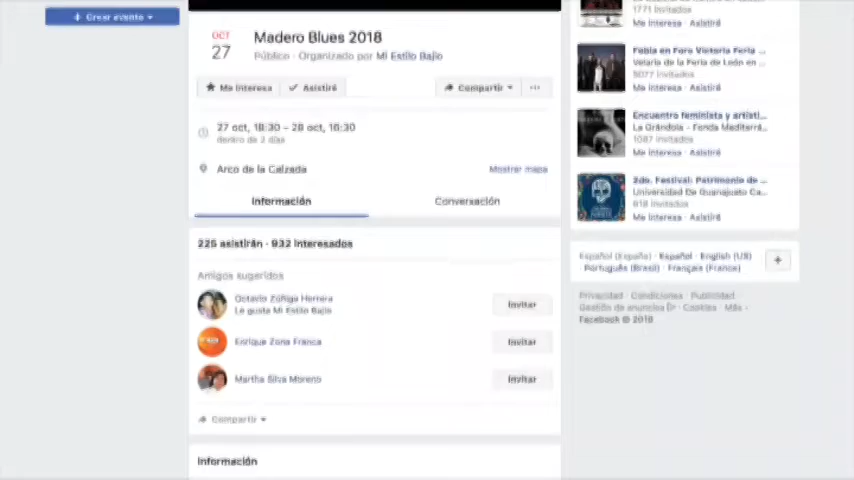 + Crear evento
OCT
27
Madero Blues 2018
Público · Organizado por Mi Estilo Bajío
Me interesa
Asistiré
Compartir
27 oct, 18:30 – 28 oct, 16:30
dentro de 2 días
Arco de la Calzada
Mostrar mapa
Información
Conversación
225 asistirán · 932 interesados
Amigos sugeridos
Octavio Zúñiga Herrera
Le gusta Mi Estilo Bajío
Invitar
Enrique Zona Franca
Invitar
Martha Silva Moreno
Invitar
Compartir
Información
1771 invitados
Me interesa · Asistiré
Fobia en Foro Victoria Feria ...
Velaria de la Feria de León en ...
5077 invitados
Me interesa · Asistiré
Encuentro feminista y artísti...
La Grándola - Fonda Mediterrá...
1087 invitados
Me interesa · Asistiré
2do. Festival: Patrimonio de ...
Universidad De Guanajuato Ca...
618 invitados
Me interesa · Asistiré
Español (España) · Español · English (US)
· Português (Brasil) · Français (France)
+
Privacidad · Condiciones · Publicidad
Gestión de anuncios · Cookies · Más
Facebook © 2018